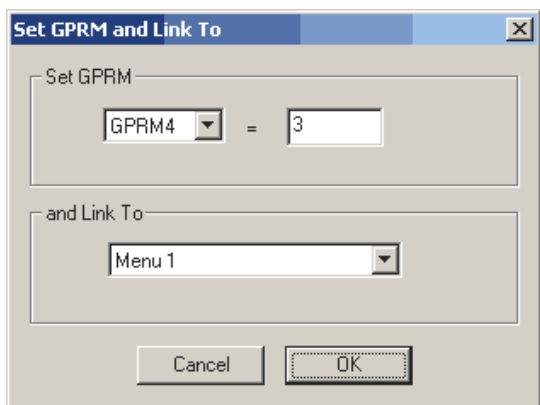 Set GPRM and Link To
Set GPRM
GPRM4 = 3
and Link To
Menu 1
Cancel OK